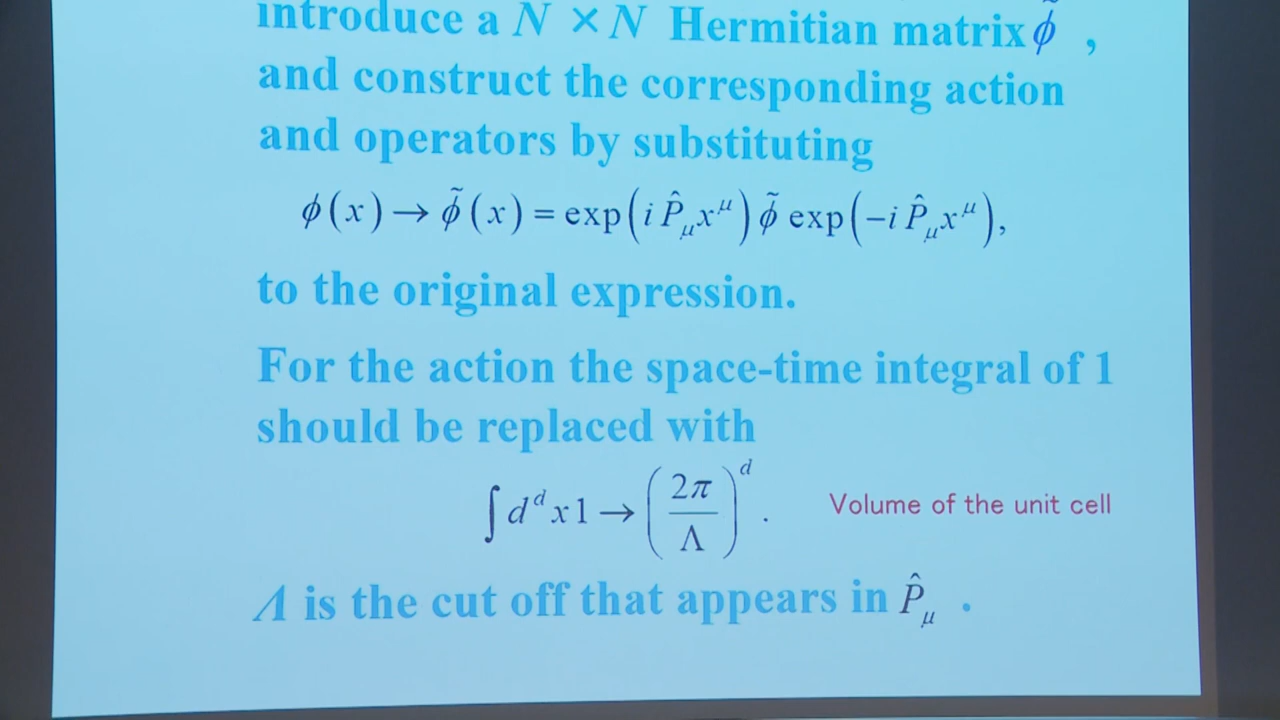 introduce a N × N Hermitian matrix ϕ̃ ,
and construct the corresponding action
and operators by substituting
ϕ(x) → ϕ̃(x) = exp(i P̂_μ x^μ) ϕ̃ exp(−i P̂_μ x^μ),
to the original expression.
For the action the space-time integral of 1
should be replaced with
∫ d^d x 1 → (2π/Λ)^d . Volume of the unit cell
Λ is the cut off that appears in P̂_μ .